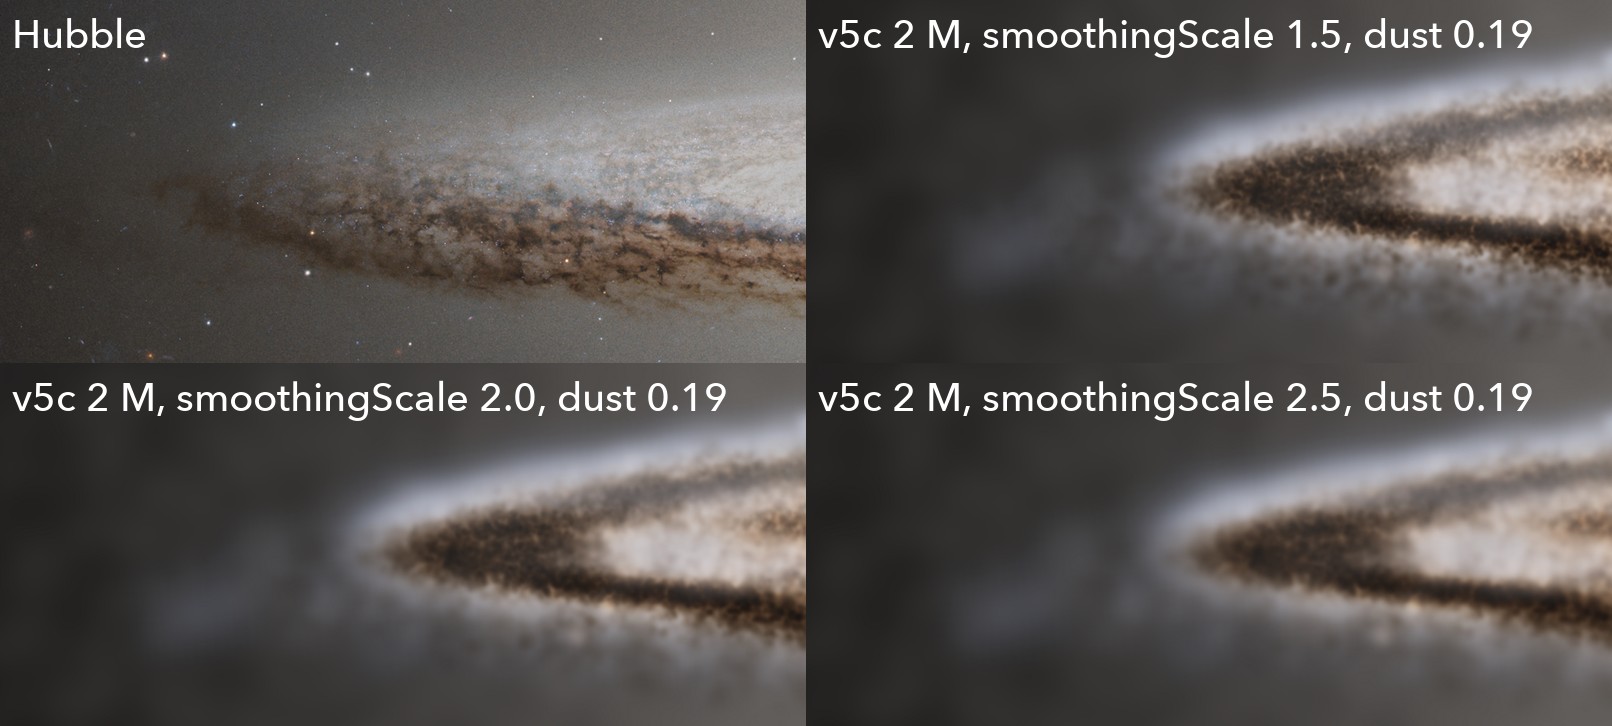 Hubble
v5c 2 M, smoothingScale 1.5, dust 0.19
v5c 2 M, smoothingScale 2.0, dust 0.19
v5c 2 M, smoothingScale 2.5, dust 0.19